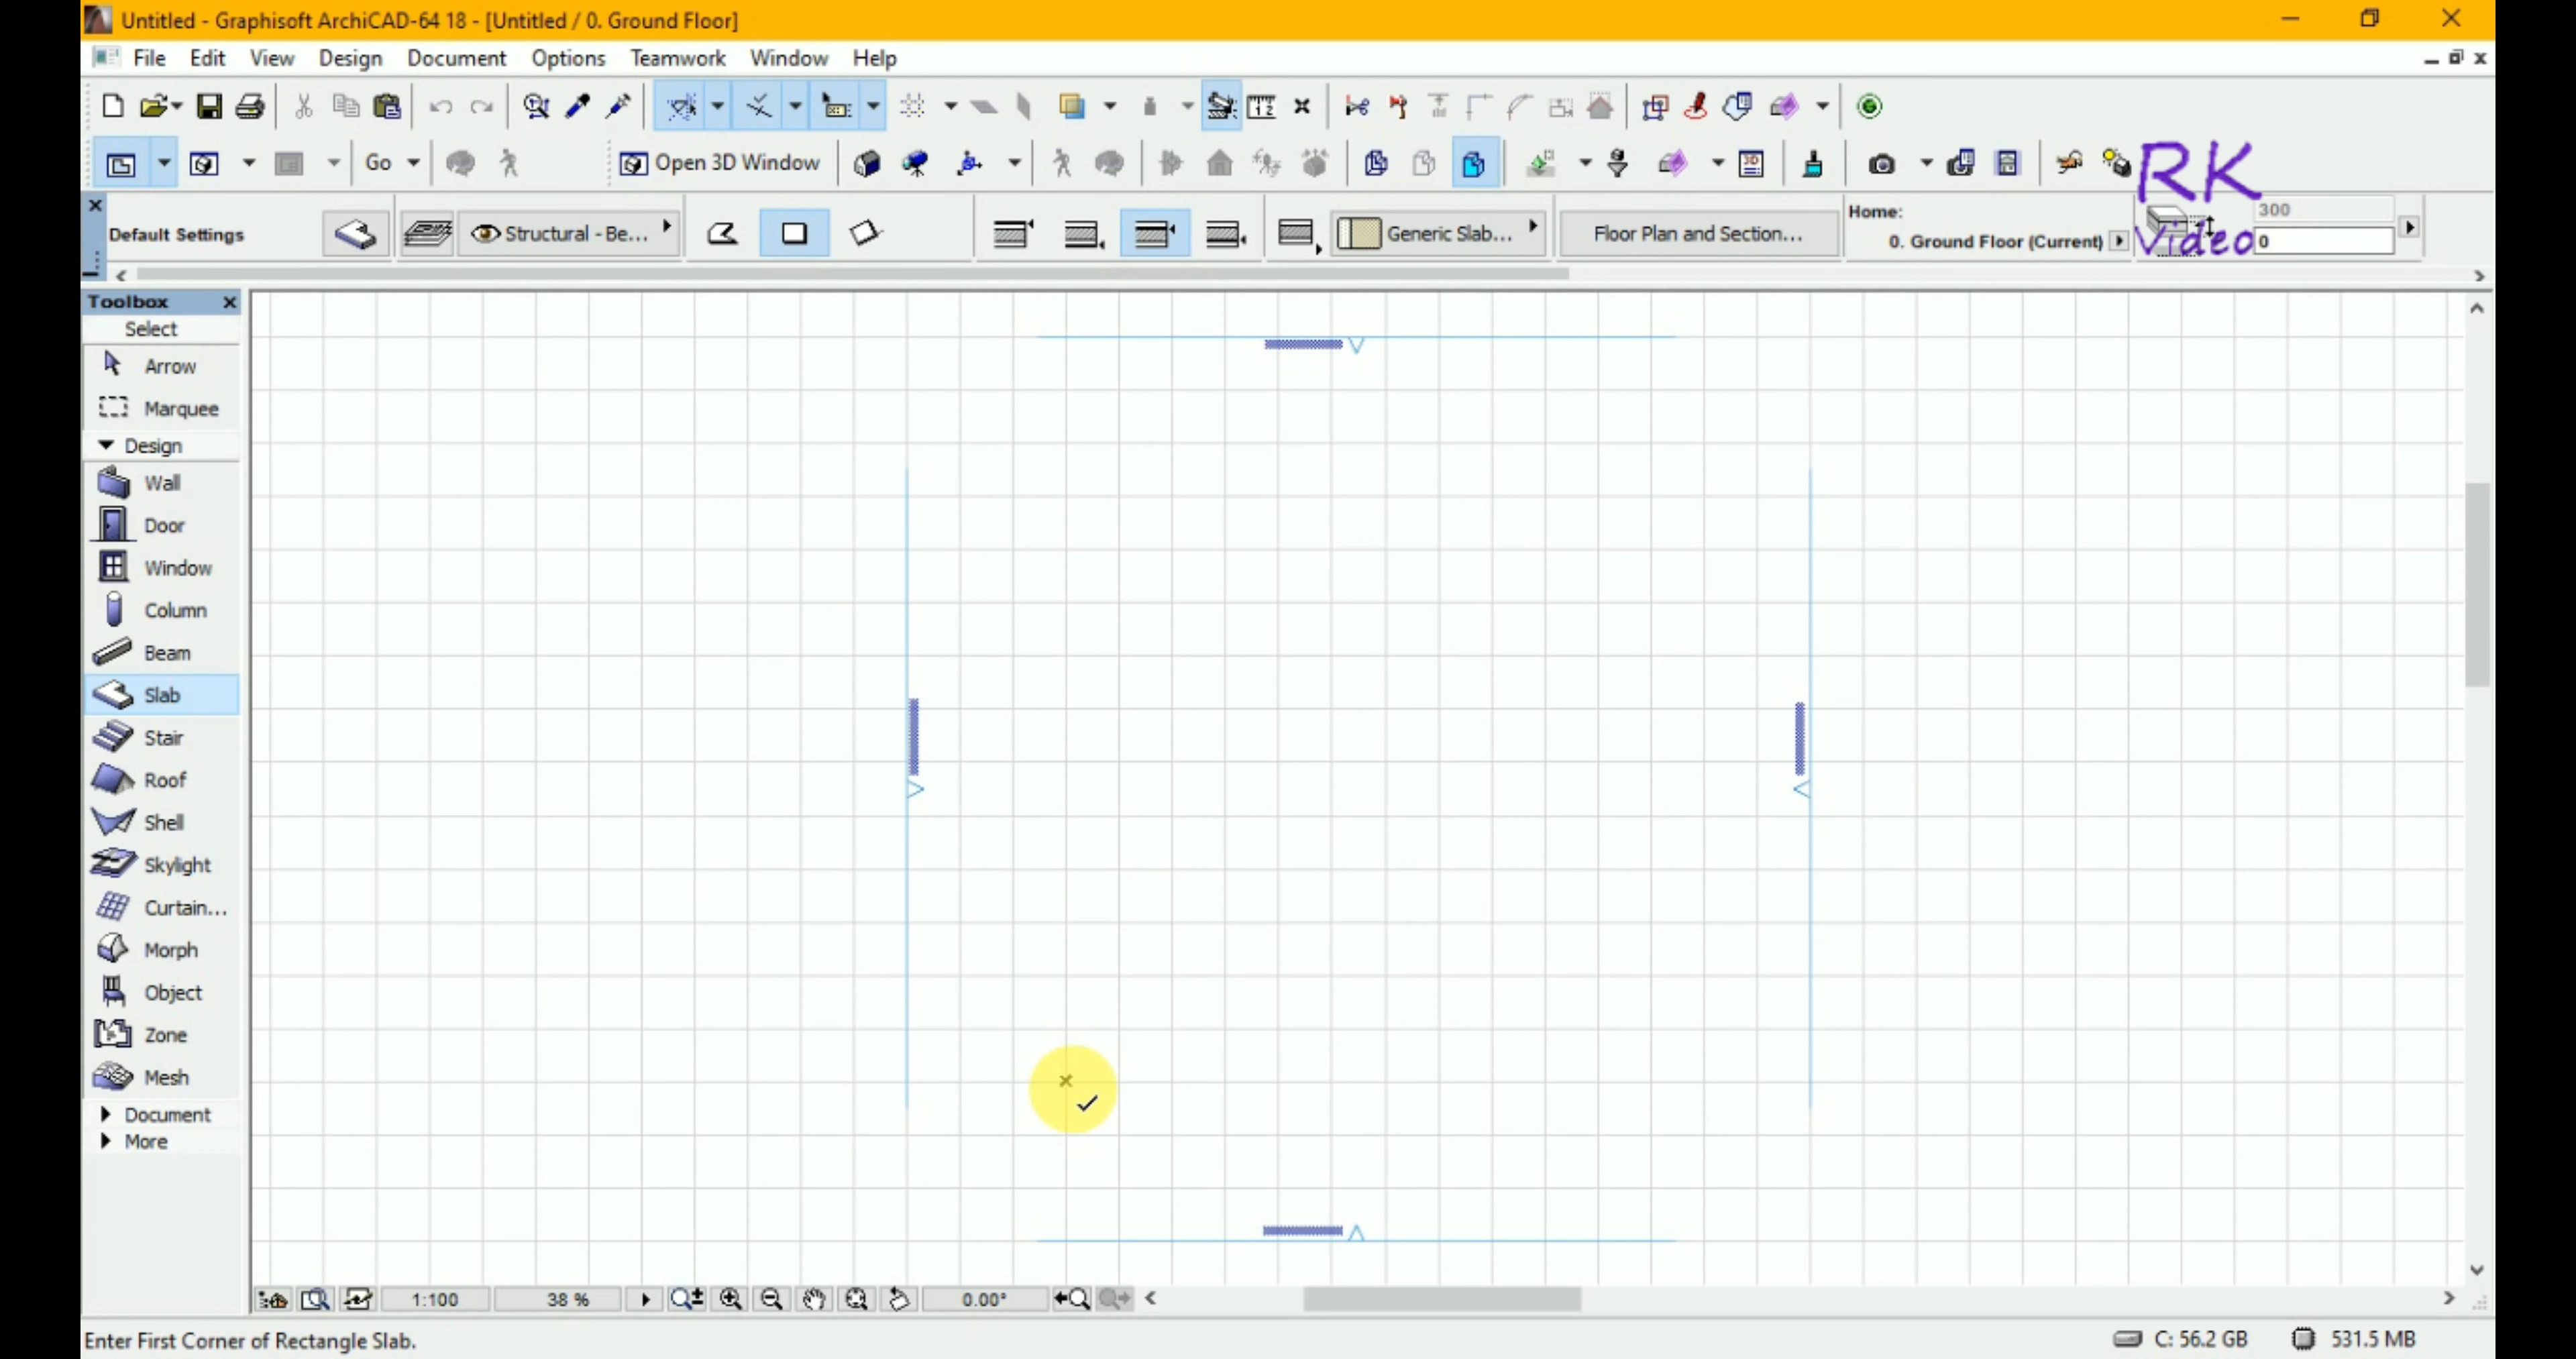 Untitled - Graphisoft ArchiCAD-64 18 - [Untitled / 0. Ground Floor]
File Edit View Design Document Options Teamwork Window Help
Go Open 3D Window
RK
Video
Default Settings Structural - Be... Generic Slab... Floor Plan and Section... Home: 300
0. Ground Floor (Current) 0
Toolbox
Select
Arrow
Marquee
Design
Wall
Door
Window
Column
Beam
Slab
Stair
Roof
Shell
Skylight
Curtain...
Morph
Object
Zone
Mesh
Document
More
1:100 38 % 0.00°
Enter First Corner of Rectangle Slab. C: 56.2 GB 531.5 MB